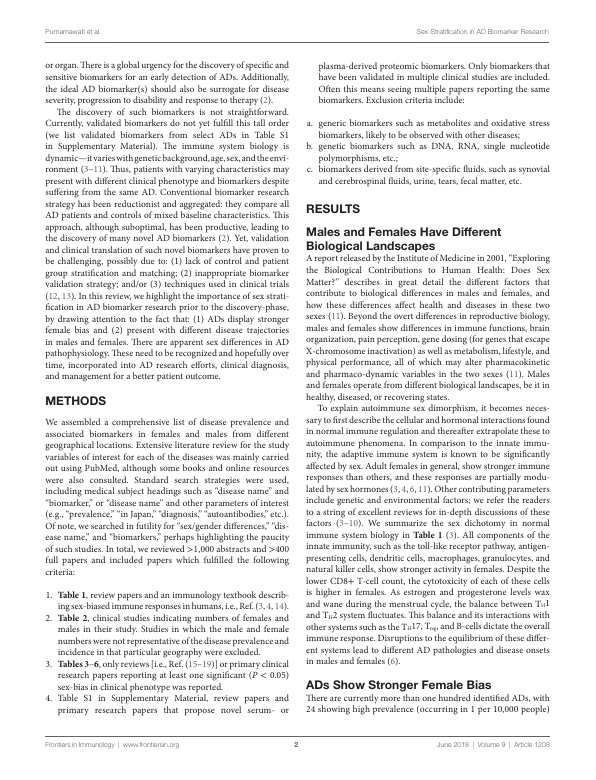 Purnamawati et al.
Sex-Stratification in AD Biomarker Research
or organ. There is a global urgency for the discovery of specific and
sensitive biomarkers for an early detection of ADs. Additionally,
the ideal AD biomarker(s) should also be surrogate for disease
severity, progression to disability and response to therapy (2).
The discovery of such biomarkers is not straightforward.
Currently, validated biomarkers do not yet fulfill this tall order
(we list validated biomarkers from select ADs in Table S1
in Supplementary Material). The immune system biology is
dynamic—it varies with genetic background, age, sex, and the envi-
ronment (3–11). Thus, patients with varying characteristics may
present with different clinical phenotype and biomarkers despite
suffering from the same AD. Conventional biomarker research
strategy has been reductionist and aggregated: they compare all
AD patients and controls of mixed baseline characteristics. This
approach, although suboptimal, has been productive, leading to
the discovery of many novel AD biomarkers (2). Yet, validation
and clinical translation of such novel biomarkers have proven to
be challenging, possibly due to: (1) lack of control and patient
group stratification and matching; (2) inappropriate biomarker
validation strategy; and/or (3) techniques used in clinical trials
(12, 13). In this review, we highlight the importance of sex strati-
fication in AD biomarker research prior to the discovery-phase,
by drawing attention to the fact that: (1) ADs display stronger
female bias and (2) present with different disease trajectories
in males and females. There are apparent sex differences in AD
pathophysiology. These need to be recognized and hopefully over
time, incorporated into AD research efforts, clinical diagnosis,
and management for a better patient outcome.
METHODS
We assembled a comprehensive list of disease prevalence and
associated biomarkers in females and males from different
geographical locations. Extensive literature review for the study
variables of interest for each of the diseases was mainly carried
out using PubMed, although some books and online resources
were also consulted. Standard search strategies were used,
including medical subject headings such as “disease name” and
“biomarker,” or “disease name” and other parameters of interest
(e.g., “prevalence,” “in Japan,” “diagnosis,” “autoantibodies,” etc.).
Of note, we searched in futility for “sex/gender differences,” “dis-
ease name,” and “biomarkers,” perhaps highlighting the paucity
of such studies. In total, we reviewed >1,000 abstracts and >400
full papers and included papers which fulfilled the following
criteria:
1. Table 1, review papers and an immunology textbook describ-
ing sex-biased immune responses in humans, i.e., Ref. (3, 4, 14).
2. Table 2, clinical studies indicating numbers of females and
males in their study. Studies in which the male and female
numbers were not representative of the disease prevalence and
incidence in that particular geography were excluded.
3. Tables 3–6, only reviews [i.e., Ref. (15–19)] or primary clinical
research papers reporting at least one significant (P < 0.05)
sex-bias in clinical phenotype was reported.
4. Table S1 in Supplementary Material, review papers and
primary research papers that propose novel serum- or
plasma-derived proteomic biomarkers. Only biomarkers that
have been validated in multiple clinical studies are included.
Often this means seeing multiple papers reporting the same
biomarkers. Exclusion criteria include:
a. generic biomarkers such as metabolites and oxidative stress
biomarkers, likely to be observed with other diseases;
b. genetic biomarkers such as DNA, RNA, single nucleotide
polymorphisms, etc.;
c. biomarkers derived from site-specific fluids, such as synovial
and cerebrospinal fluids, urine, tears, fecal matter, etc.
RESULTS
Males and Females Have Different
Biological Landscapes
A report released by the Institute of Medicine in 2001, “Exploring
the Biological Contributions to Human Health: Does Sex
Matter?” describes in great detail the different factors that
contribute to biological differences in males and females, and
how these differences affect health and diseases in these two
sexes (11). Beyond the overt differences in reproductive biology,
males and females show differences in immune functions, brain
organization, pain perception, gene dosing (for genes that escape
X-chromosome inactivation) as well as metabolism, lifestyle, and
physical performance, all of which may alter pharmacokinetic
and pharmaco-dynamic variables in the two sexes (11). Males
and females operate from different biological landscapes, be it in
healthy, diseased, or recovering states.
To explain autoimmune sex dimorphism, it becomes neces-
sary to first describe the cellular and hormonal interactions found
in normal immune regulation and thereafter extrapolate these to
autoimmune phenomena. In comparison to the innate immu-
nity, the adaptive immune system is known to be significantly
affected by sex. Adult females in general, show stronger immune
responses than others, and these responses are partially modu-
lated by sex hormones (3, 4, 6, 11). Other contributing parameters
include genetic and environmental factors; we refer the readers
to a string of excellent reviews for in-depth discussions of these
factors (3–10). We summarize the sex dichotomy in normal
immune system biology in Table 1 (3). All components of the
innate immunity, such as the toll-like receptor pathway, antigen-
presenting cells, dendritic cells, macrophages, granulocytes, and
natural killer cells, show stronger activity in females. Despite the
lower CD8+ T-cell count, the cytotoxicity of each of these cells
is higher in females. As estrogen and progesterone levels wax
and wane during the menstrual cycle, the balance between TH1
and TH2 system fluctuates. This balance and its interactions with
other systems such as the TH17, Treg, and B-cells dictate the overall
immune response. Disruptions to the equilibrium of these differ-
ent systems lead to different AD pathologies and disease onsets
in males and females (6).
ADs Show Stronger Female Bias
There are currently more than one hundred identified ADs, with
24 showing high prevalence (occurring in 1 per 10,000 people)
Frontiers in Immunology | www.frontiersin.org
2
June 2018 | Volume 9 | Article 1208